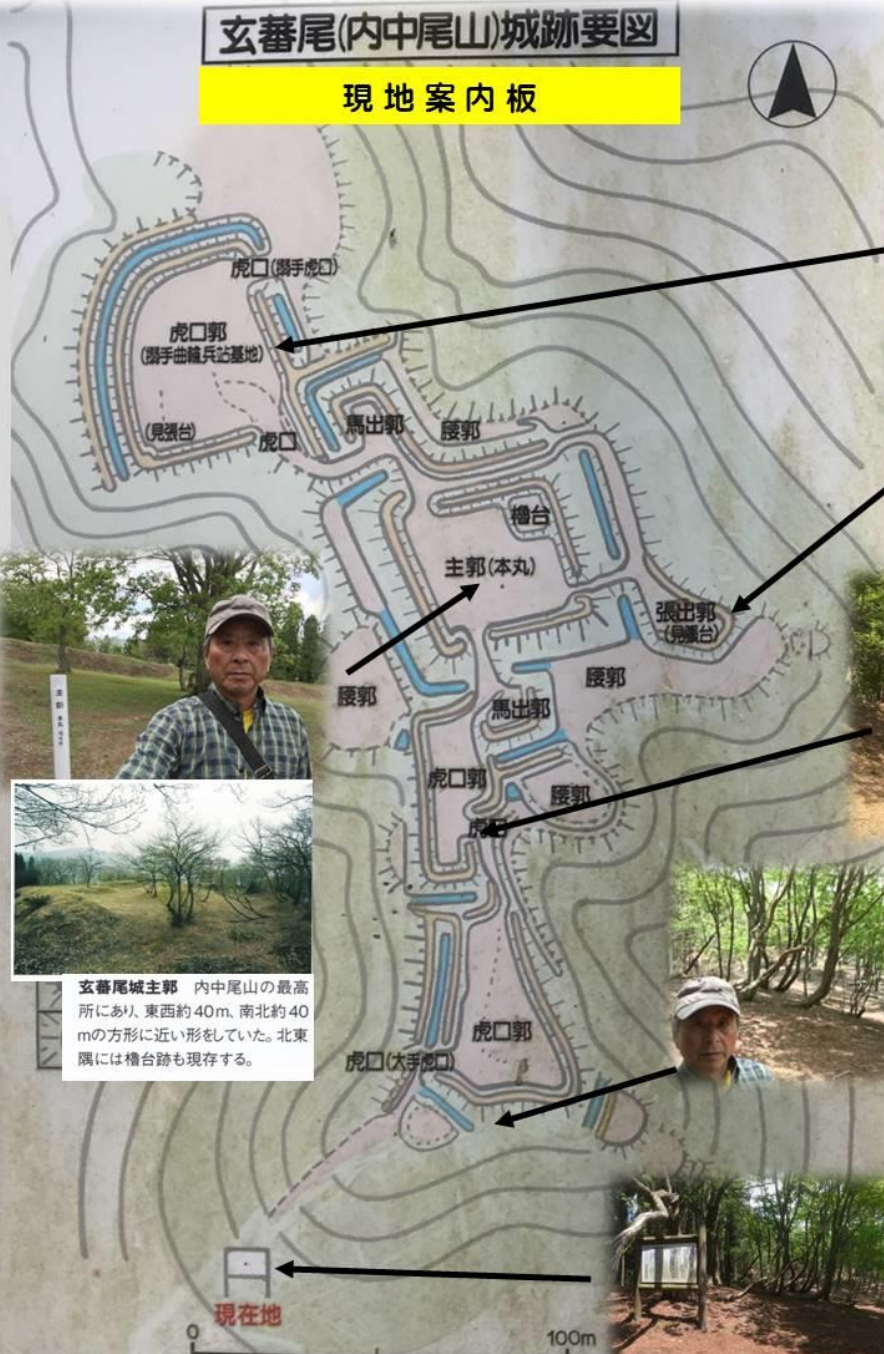 玄蕃尾(内中尾山)城跡要図
現地案内板
虎口(搦手虎口)
虎口郭
(搦手曲輪兵站基地)
(見張台)
虎口
馬出郭
腰郭
櫓台
主郭(本丸)
張出郭
(見張台)
腰郭
腰郭
馬出郭
虎口郭
腰郭
玄蕃尾城主郭 内中尾山の最高
所にあり、東西約40m、南北約40
mの方形に近い形をしていた。北東
隅には櫓台跡も現存する。
虎口郭
虎口(大手虎口)
現在地
0
100m